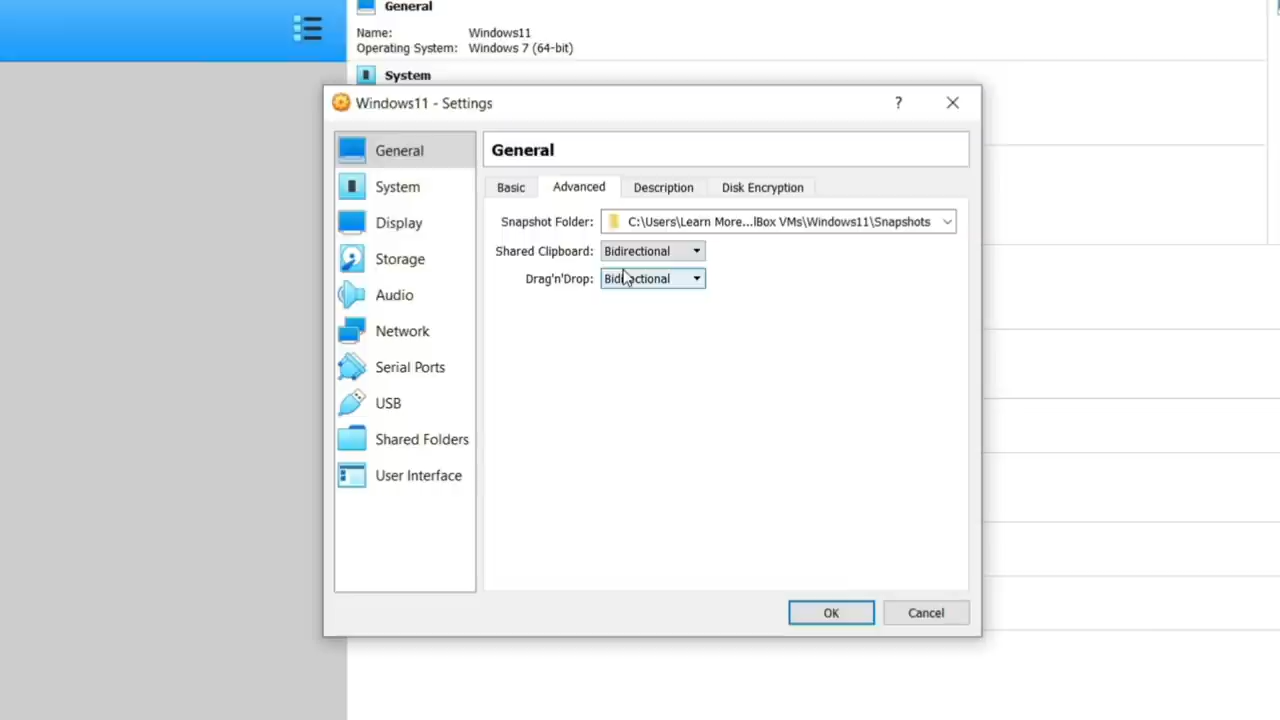 General
Name: Windows11
Operating System: Windows 7 (64-bit)
System
Windows11 - Settings ?
General
System
Display
Storage
Audio
Network
Serial Ports
USB
Shared Folders
User Interface
General
Basic Advanced Description Disk Encryption
Snapshot Folder: C:\Users\Learn More...lBox VMs\Windows11\Snapshots
Shared Clipboard: Bidirectional
Drag'n'Drop: Bidirectional
OK Cancel